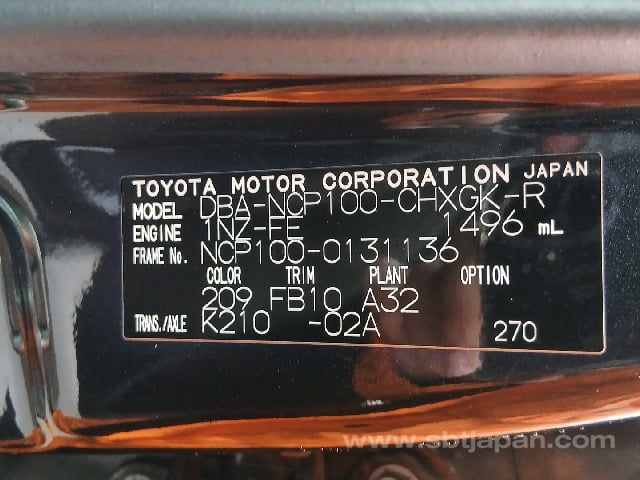 TOYOTA MOTOR CORPORATION JAPAN
MODEL DBA-NCP100-CHXGK-R
ENGINE 1NZ-FE 1496 mL
FRAME No. NCP100-0131136
COLOR TRIM PLANT OPTION
209 FB10 A32
TRANS./AXLE K210 -02A 270
www.sbtjapan.com